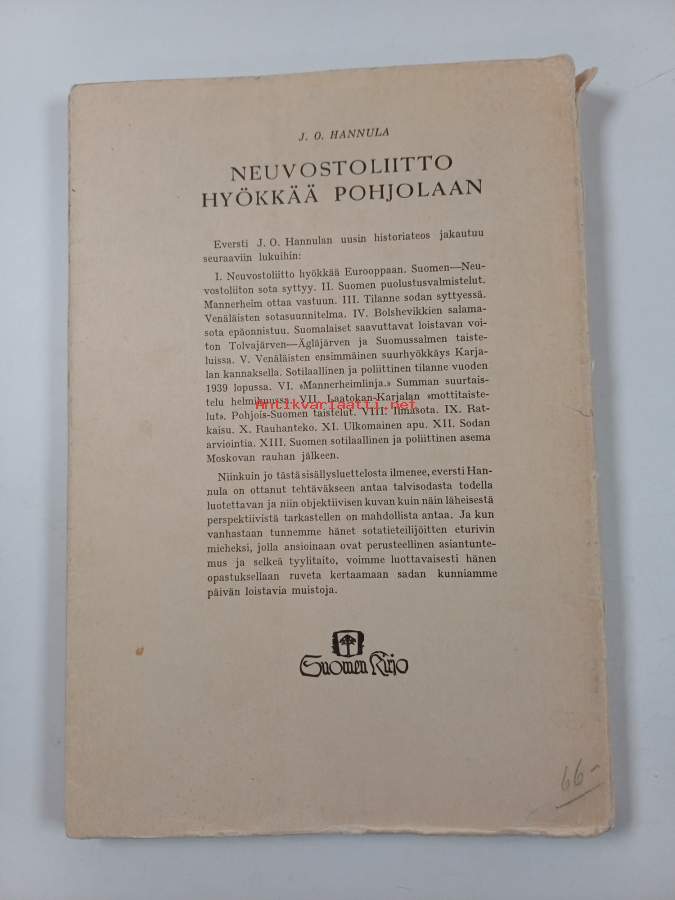 J. O. HANNULA
NEUVOSTOLIITTO
HYÖKKÄÄ POHJOLAAN
Eversti J. O. Hannulan uusin historiateos jakautuu
seuraaviin lukuihin:
I. Neuvostoliitto hyökkää Eurooppaan. Suomen—Neu-
vostoliiton sota syttyy. II. Suomen puolustusvalmistelut.
Mannerheim ottaa vastuun. III. Tilanne sodan syttyessä.
Venäläisten sotasuunnitelma. IV. Bolshevikkien salama-
sota epäonnistuu. Suomalaiset saavuttavat loistavan voi-
ton Tolvajärven—Ägläjärven ja Suomussalmen taiste-
luissa. V. Venäläisten ensimmäinen suurhyökkäys Karja-
lan kannaksella. Sotilaallinen ja poliittinen tilanne vuoden
1939 lopussa. VI. »Mannerheimlinja.» Summan suurtais-
telu helmikuussa. VII. Laatokan-Karjalan »mottitaiste-
lut». Pohjois-Suomen taistelut. VIII. Ilmasota. IX. Rat-
kaisu. X. Rauhanteko. XI. Ulkomainen apu. XII. Sodan
arviointia. XIII. Suomen sotilaallinen ja poliittinen asema
Moskovan rauhan jälkeen.
Niinkuin jo tästä sisällysluettelosta ilmenee, eversti Han-
nula on ottanut tehtäväkseen antaa talvisodasta todella
luotettavan ja niin objektiivisen kuvan kuin näin läheisestä
perspektiivistä tarkastellen on mahdollista antaa. Ja kun
vanhastaan tunnemme hänet sotatieteilijöitten eturivin
mieheksi, jolla ansioinaan ovat perusteellinen asiantunte-
mus ja selkeä tyylitaito, voimme luottavaisesti hänen
opastuksellaan ruveta kertaamaan sadan kunniamme
päivän loistavia muistoja.
Antikvariaatti.net
Suomen Kirjo
66-